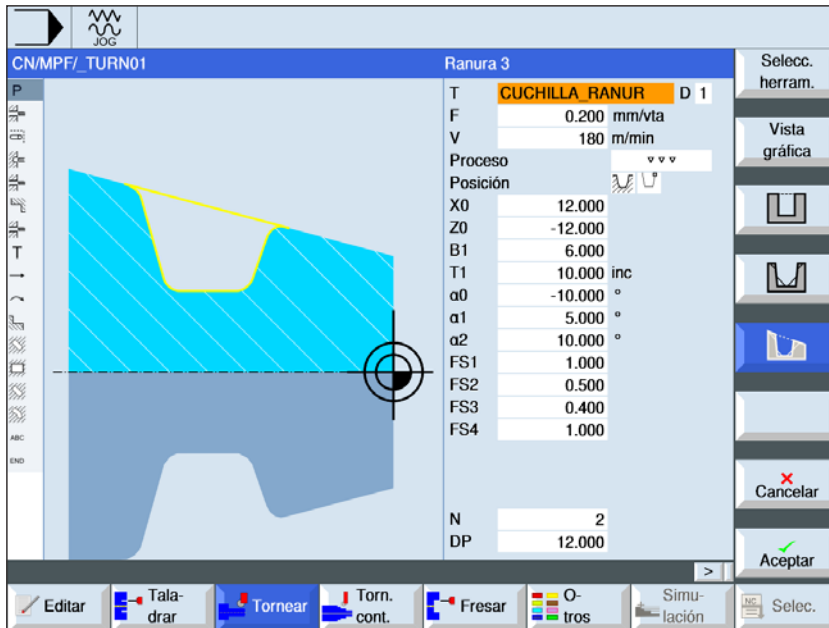 JOG
CN/MPF/_TURN01
Ranura 3
P
T
ABC
END
T CUCHILLA_RANUR D 1
F 0.200 mm/vta
V 180 m/min
Proceso ▿▿▿
Posición
X0 12.000
Z0 -12.000
B1 6.000
T1 10.000 inc
α0 -10.000 °
α1 5.000 °
α2 10.000 °
FS1 1.000
FS2 0.500
FS3 0.400
FS4 1.000
N 2
DP 12.000
Selecc.
herram.
Vista
gráfica
Cancelar
Aceptar
>
Editar
Tala-
drar
Tornear
Torn.
cont.
Fresar
O-
tros
Simu-
lación
NC
Selec.